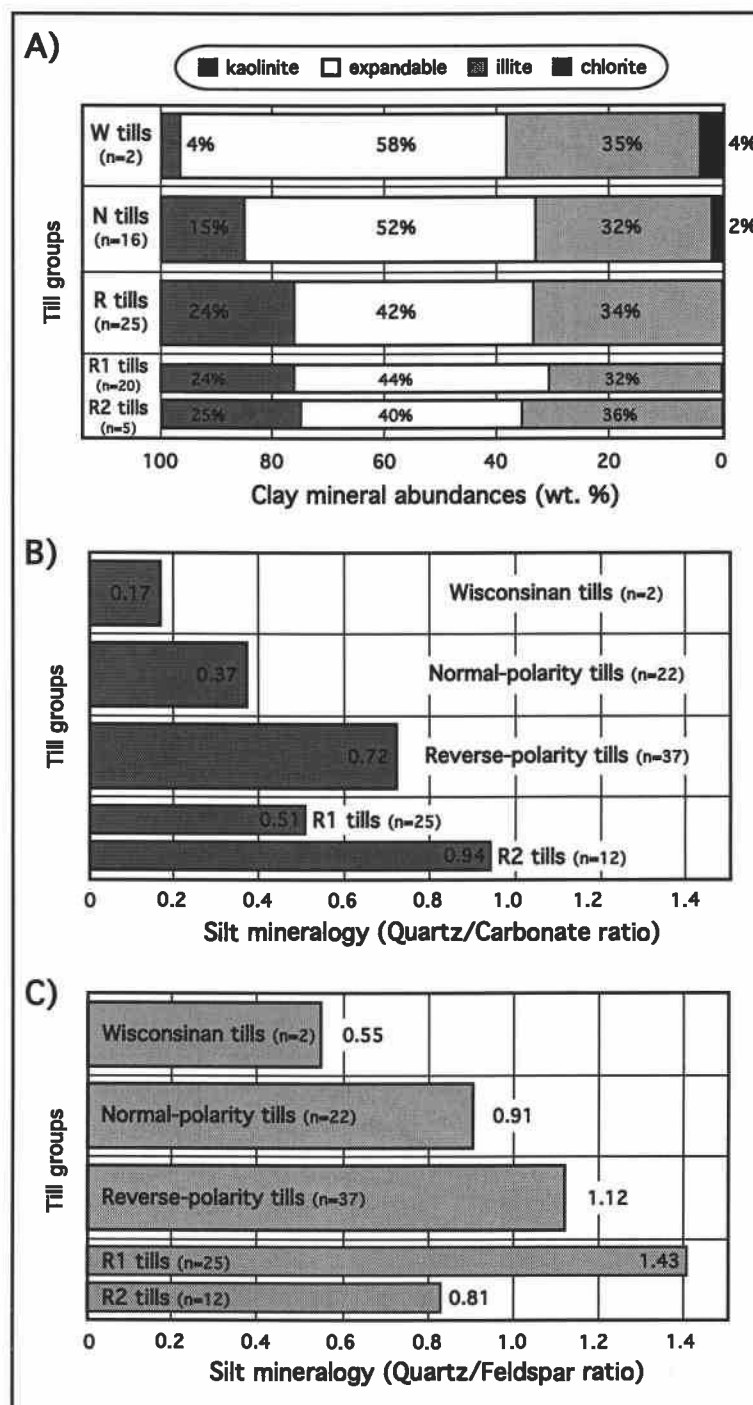 A)
kaolinite expandable illite chlorite
Till groups
W tills
(n=2)
4% 58% 35% 4%
N tills
(n=16)
15% 52% 32% 2%
R tills
(n=25)
24% 42% 34%
R1 tills
(n=20)
24% 44% 32%
R2 tills
(n=5)
25% 40% 36%
100 80 60 40 20 0
Clay mineral abundances (wt. %)
B)
Till groups
0.17 Wisconsinan tills (n=2)
0.37 Normal-polarity tills (n=22)
0.72 Reverse-polarity tills (n=37)
0.51 R1 tills (n=25)
0.94 R2 tills (n=12)
0 0.2 0.4 0.6 0.8 1.0 1.2 1.4
Silt mineralogy (Quartz/Carbonate ratio)
C)
Till groups
Wisconsinan tills (n=2) 0.55
Normal-polarity tills (n=22) 0.91
Reverse-polarity tills (n=37) 1.12
R1 tills (n=25) 1.43
R2 tills (n=12) 0.81
0 0.2 0.4 0.6 0.8 1.0 1.2 1.4
Silt mineralogy (Quartz/Feldspar ratio)